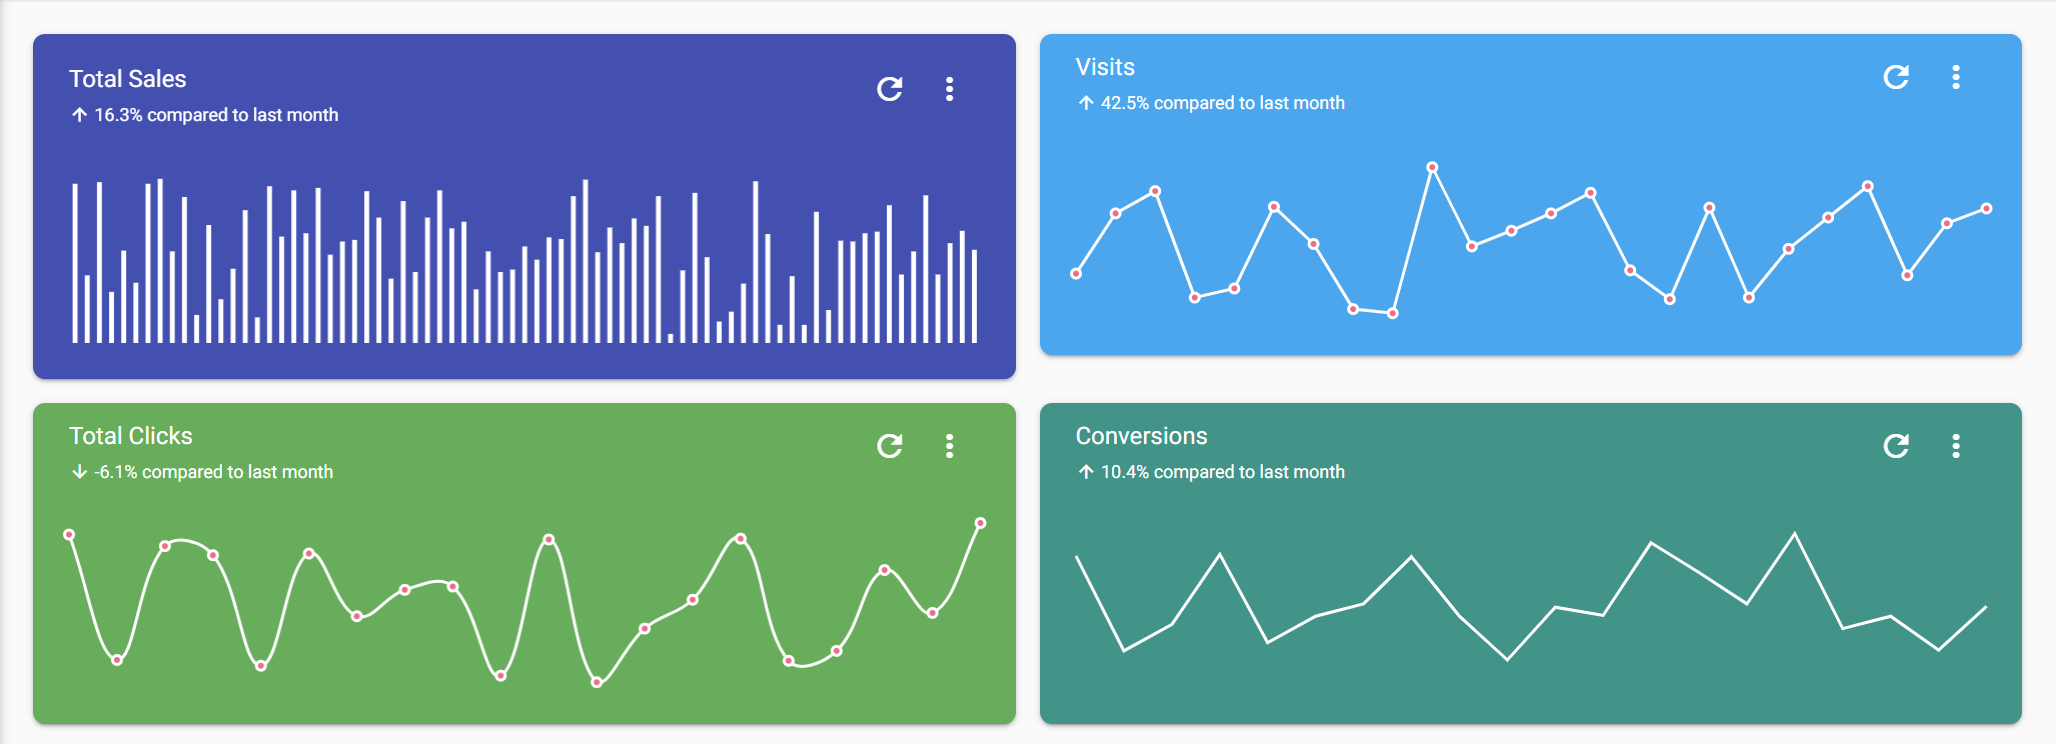 Total Sales
16.3% compared to last month
Visits
42.5% compared to last month
Total Clicks
-6.1% compared to last month
Conversions
10.4% compared to last month